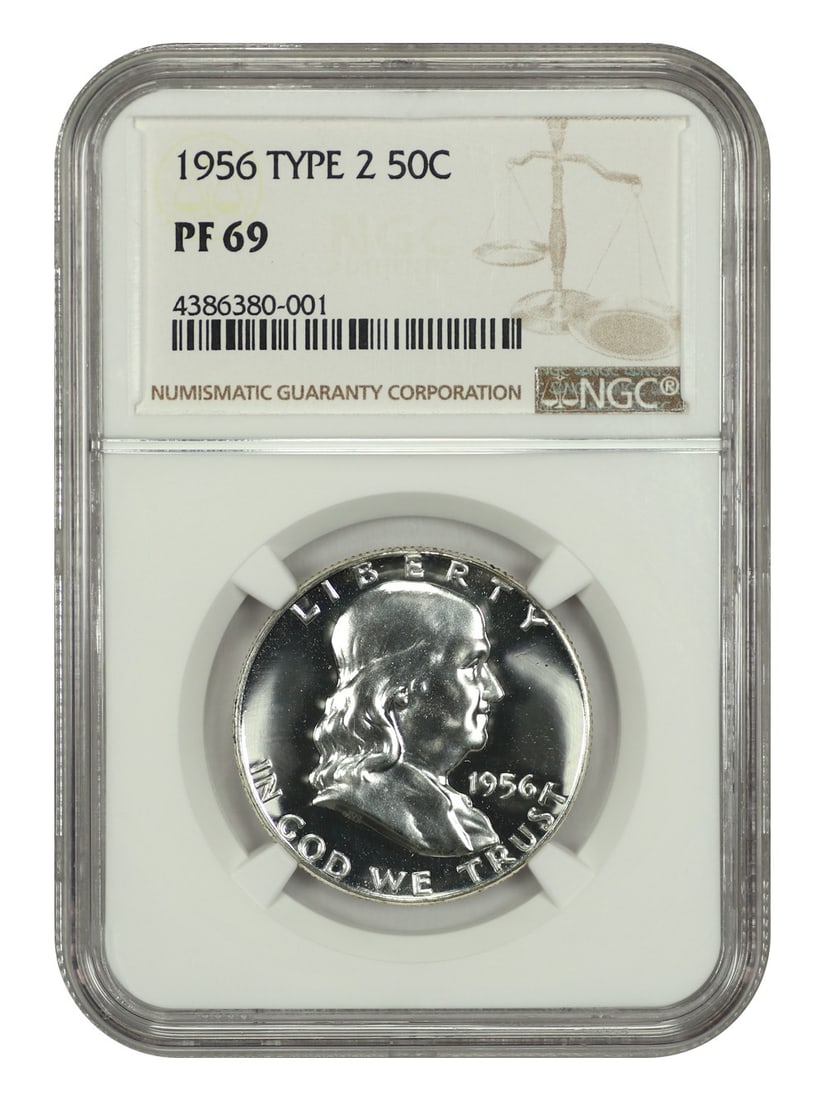 1956 TYPE 2 50C
PF 69
4386380-001
NUMISMATIC GUARANTY CORPORATION
NGC®
LIBERTY
1956
IN GOD WE TRUST